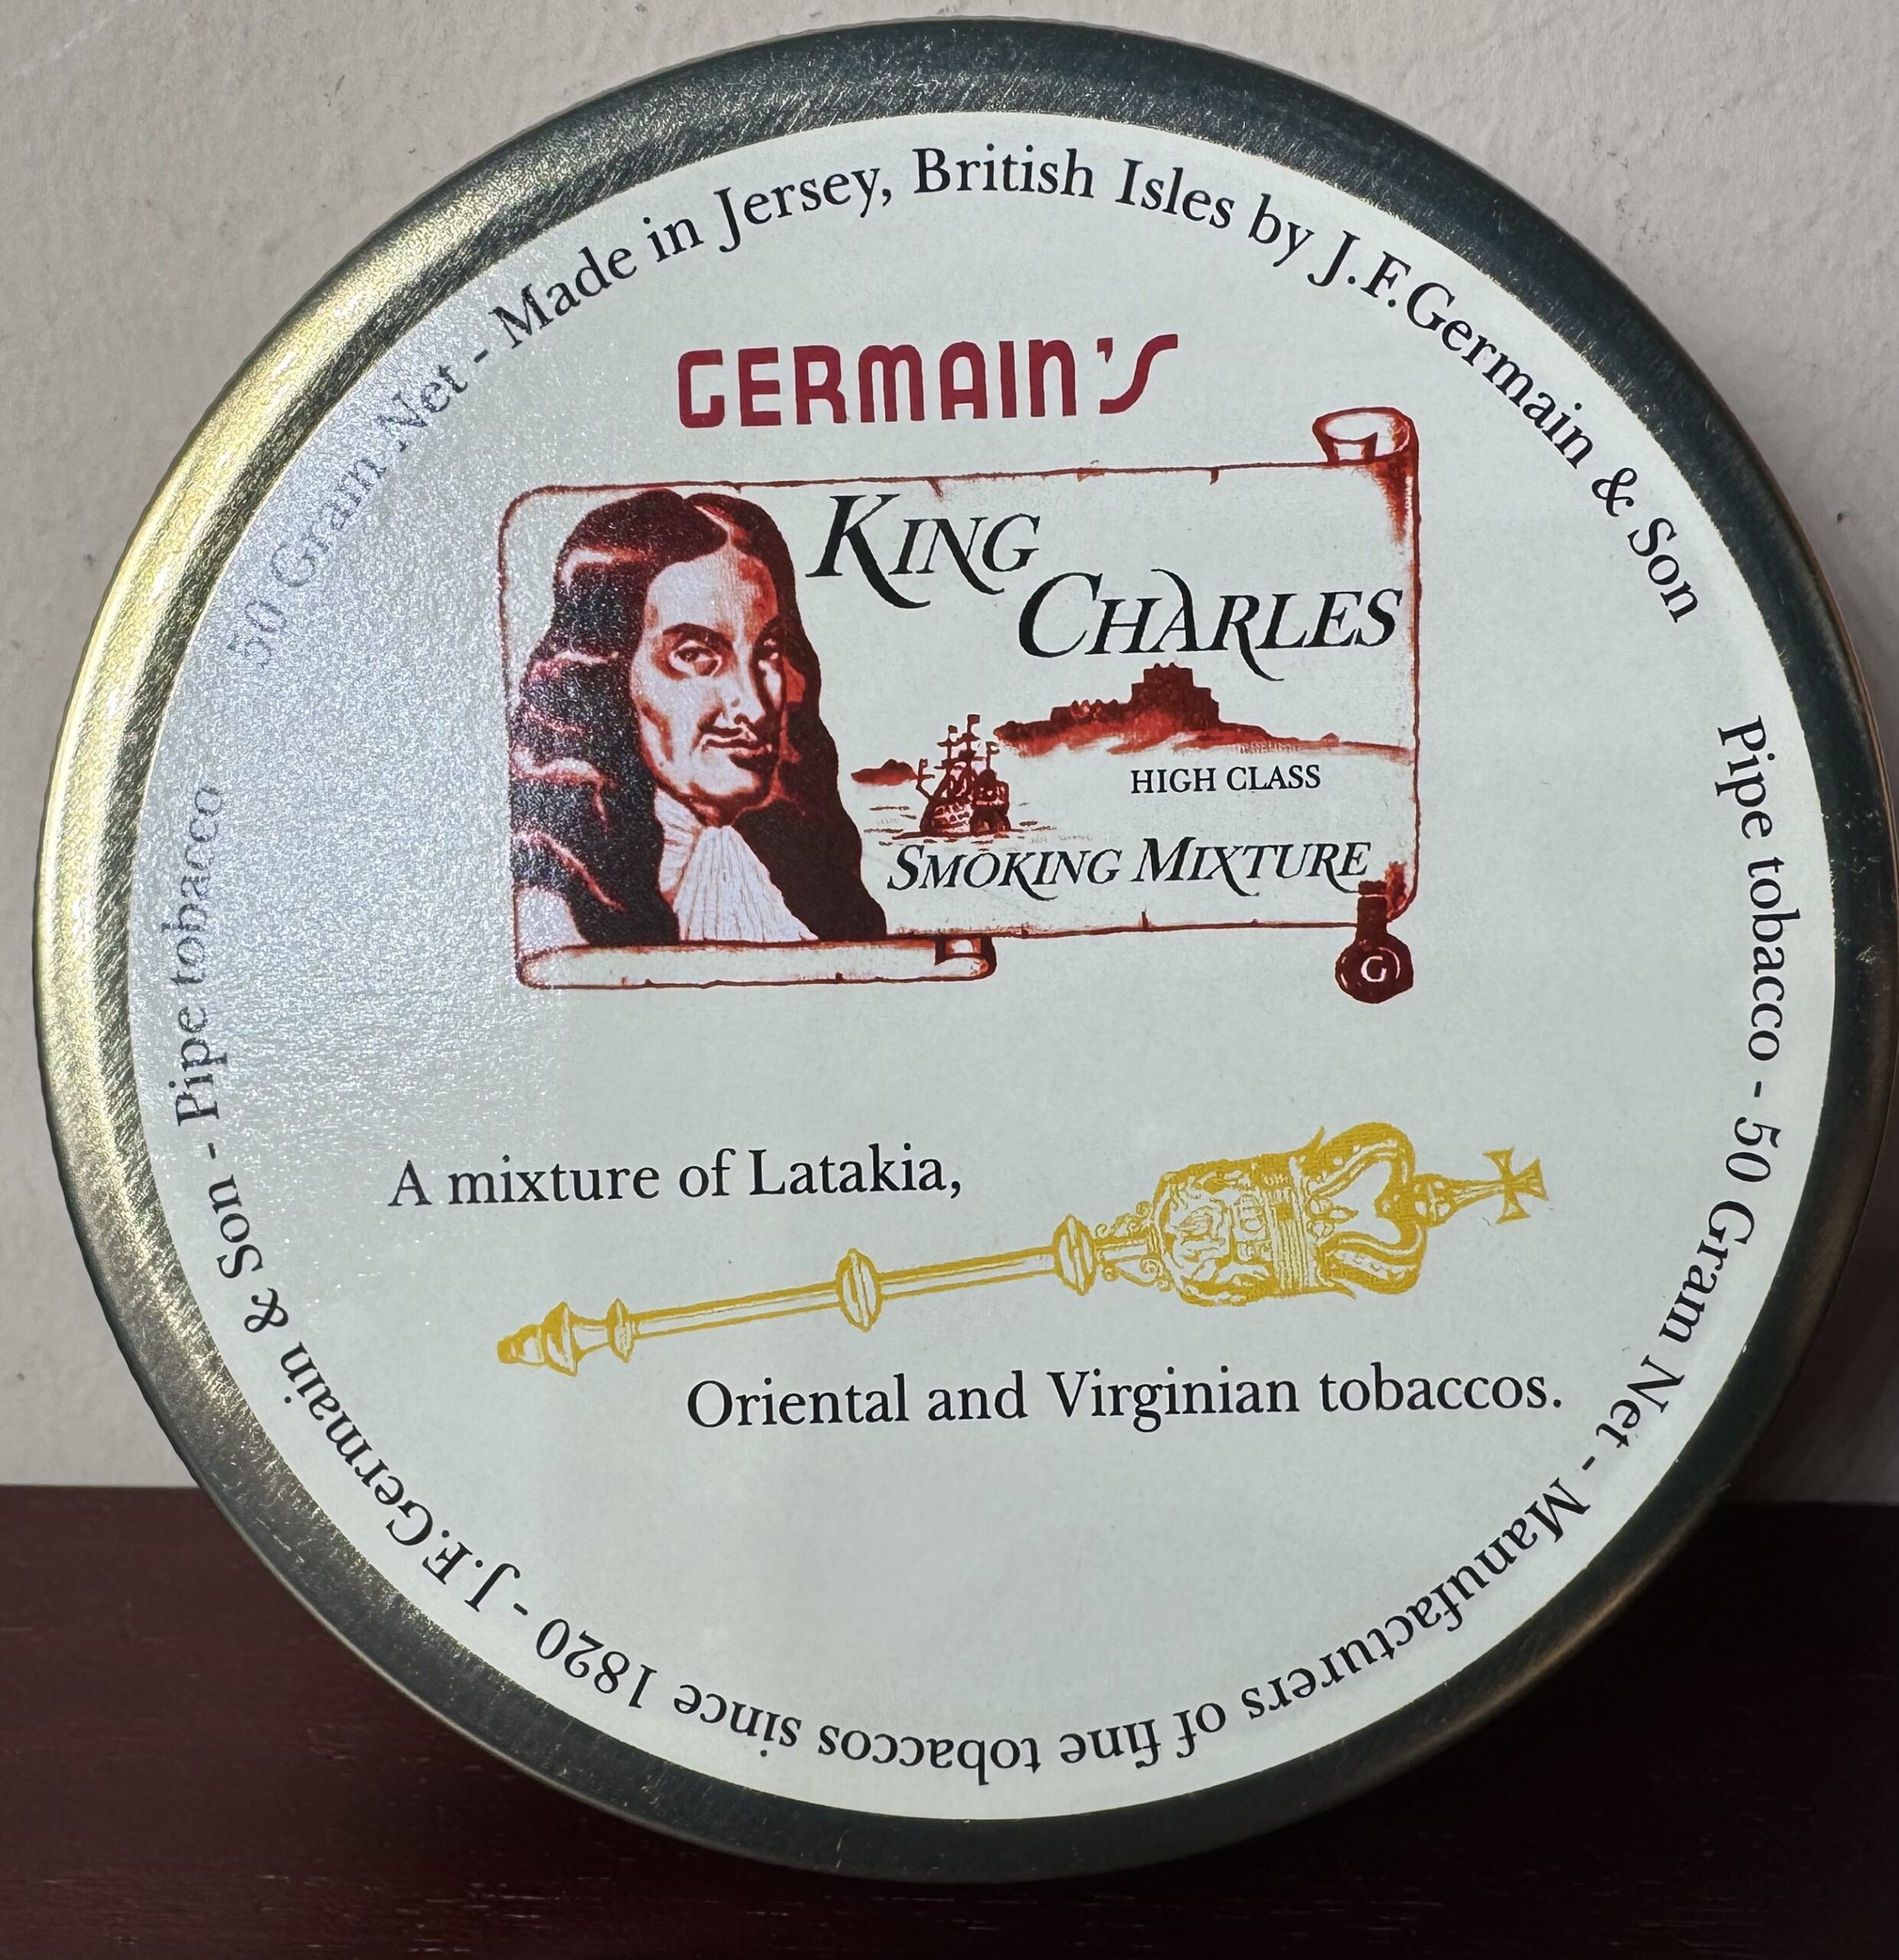 50 Gram Net - Made in Jersey, British Isles by J.F.Germain & Son
Pipe tobacco - 50 Gram Net - Manufacturers of fine tobaccos since 1820 - J.F.Germain & Son - Pipe tobacco
GERMAIN'S
KING
CHARLES
HIGH CLASS
SMOKING MIXTURE
G
A mixture of Latakia,
Oriental and Virginian tobaccos.